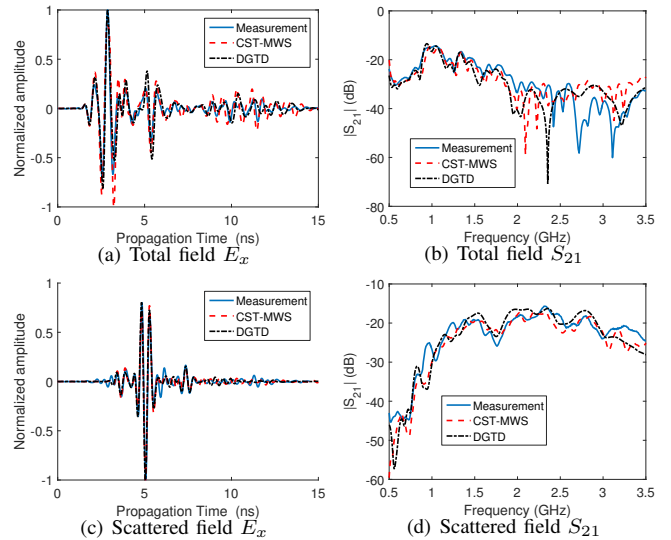 1
0.5
0
-0.5
-1
0 5 10 15
Normalized amplitude
Propagation Time (ns)
Measurement
CST-MWS
DGTD
(a) Total field E_x
0
-20
-40
-60
-80
0.5 1 1.5 2 2.5 3 3.5
|S_21| (dB)
Frequency (GHz)
Measurement
CST-MWS
DGTD
(b) Total field S_21
1
0.5
0
-0.5
-1
0 5 10 15
Normalized amplitude
Propagation Time (ns)
Measurement
CST-MWS
DGTD
(c) Scattered field E_x
-10
-20
-30
-40
-50
-60
0.5 1 1.5 2 2.5 3 3.5
|S_21| (dB)
Frequency (GHz)
Measurement
CST-MWS
DGTD
(d) Scattered field S_21